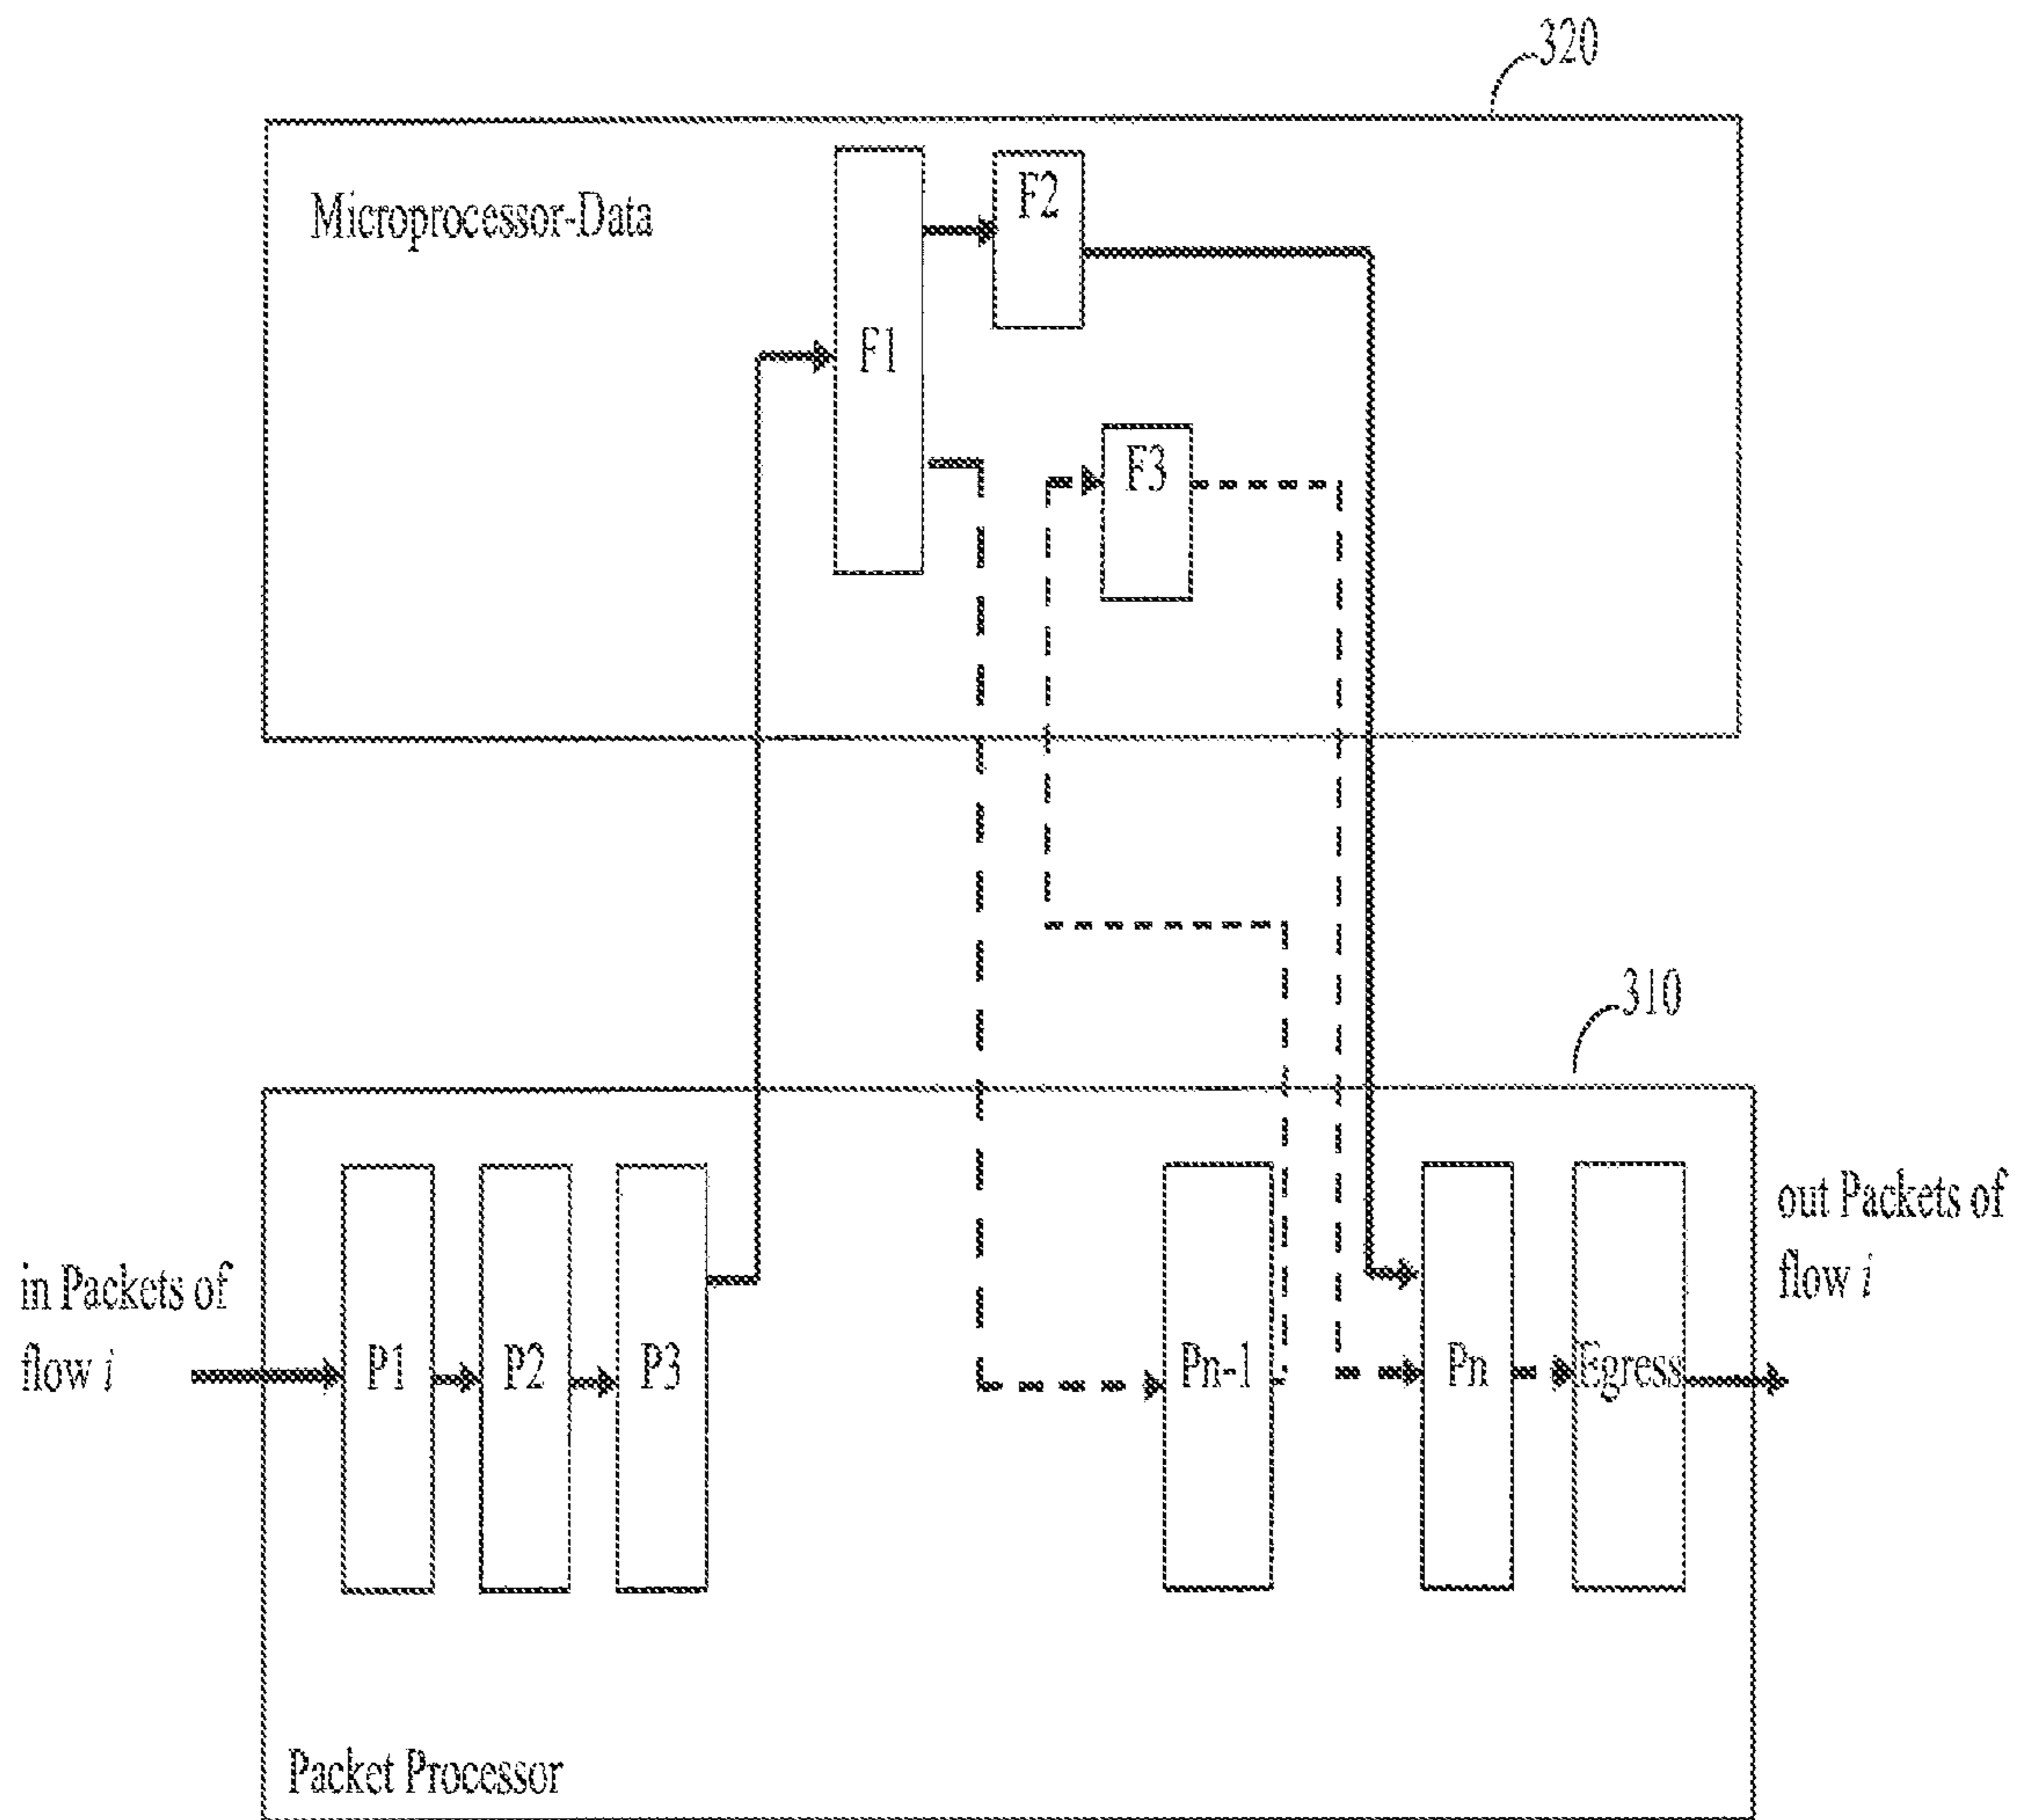 320
Microprocessor-Data
F1
F2
F3
310
in Packets of
flow i
P1
P2
P3
Pn-1
Pn
Egress
out Packets of
flow i
Packet Processor